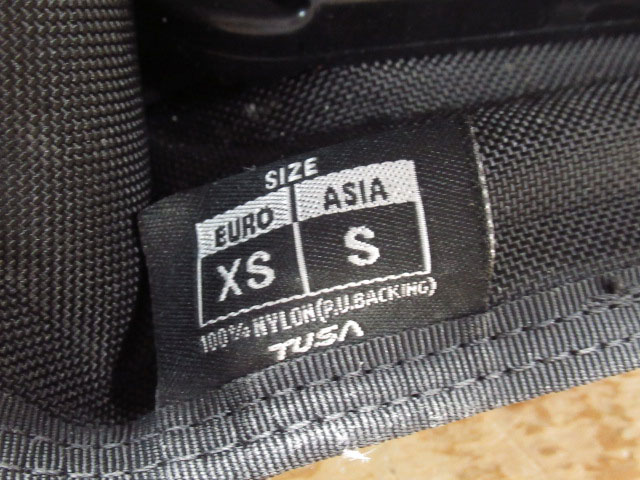 SIZE
EURO ASIA
XS S
100% NYLON(P.U.BACKING)
TUSA